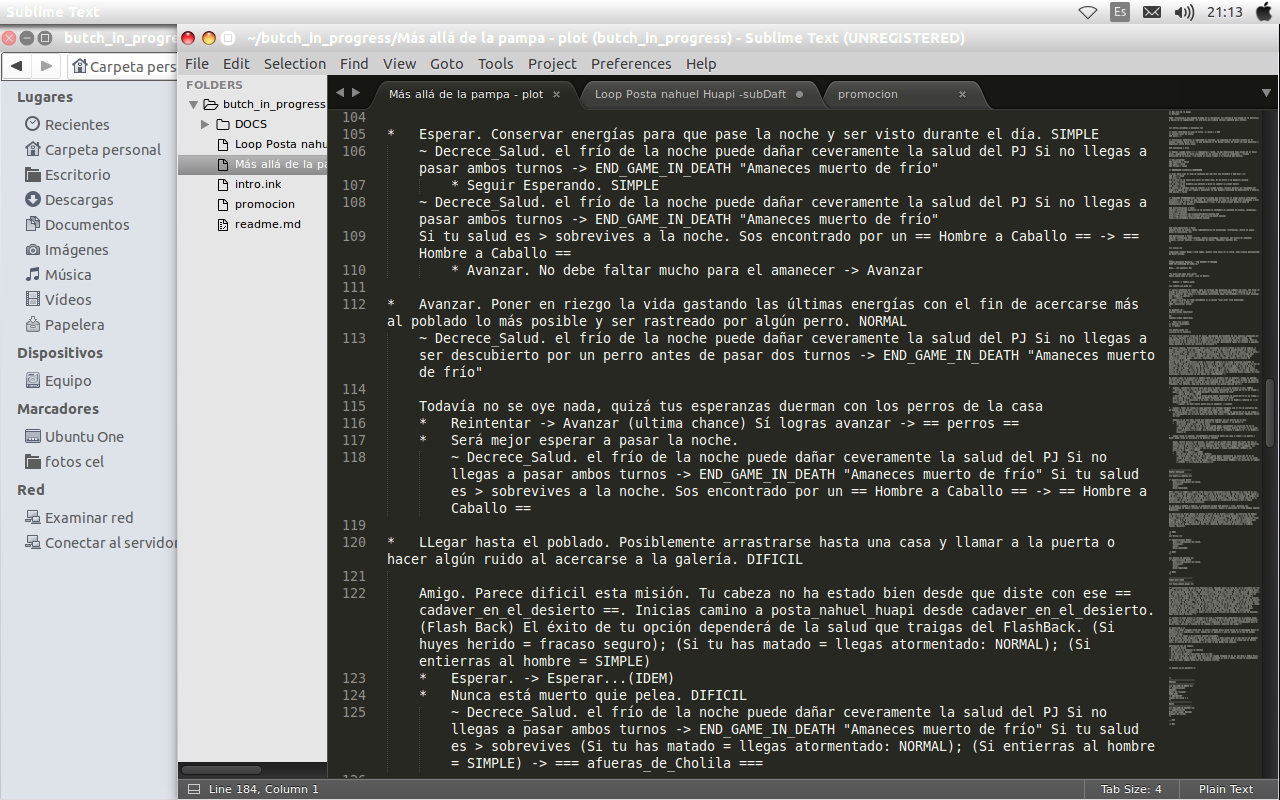 Sublime Text
Es
21:13
butch_in_progre
~/butch_in_progress/Más allá de la pampa - plot (butch_in_progress) - Sublime Text (UNREGISTERED)
File Edit Selection Find View Goto Tools Project Preferences Help
Carpeta pers
Lugares
Recientes
Carpeta personal
Escritorio
Descargas
Documentos
Imágenes
Música
Vídeos
Papelera
Dispositivos
Equipo
Marcadores
Ubuntu One
fotos cel
Red
Examinar red
Conectar al servidor
FOLDERS
butch_in_progress
DOCS
Loop Posta nahu
Más allá de la pa
intro.ink
promocion
readme.md
Más allá de la pampa - plot ×
Loop Posta nahuel Huapi -subDaft
promocion ×
104
105 * Esperar. Conservar energías para que pase la noche y ser visto durante el día. SIMPLE
106 ~ Decrece_Salud. el frío de la noche puede dañar ceveramente la salud del PJ Si no llegas a
pasar ambos turnos -> END_GAME_IN_DEATH "Amaneces muerto de frío"
107 * Seguir Esperando. SIMPLE
108 ~ Decrece_Salud. el frío de la noche puede dañar ceveramente la salud del PJ Si no llegas a
pasar ambos turnos -> END_GAME_IN_DEATH "Amaneces muerto de frío"
109 Si tu salud es > sobrevives a la noche. Sos encontrado por un == Hombre a Caballo == -> ==
Hombre a Caballo ==
110 * Avanzar. No debe faltar mucho para el amanecer -> Avanzar
111
112 * Avanzar. Poner en riezgo la vida gastando las últimas energías con el fin de acercarse más
al poblado lo más posible y ser rastreado por algún perro. NORMAL
113 ~ Decrece_Salud. el frío de la noche puede dañar ceveramente la salud del PJ Si no llegas a
ser descubierto por un perro antes de pasar dos turnos -> END_GAME_IN_DEATH "Amaneces muerto
de frío"
114
115 Todavía no se oye nada, quizá tus esperanzas duerman con los perros de la casa
116 * Reintentar -> Avanzar (ultima chance) Si logras avanzar -> == perros ==
117 * Será mejor esperar a pasar la noche.
118 ~ Decrece_Salud. el frío de la noche puede dañar ceveramente la salud del PJ Si no
llegas a pasar ambos turnos -> END_GAME_IN_DEATH "Amaneces muerto de frío" Si tu salud
es > sobrevives a la noche. Sos encontrado por un == Hombre a Caballo == -> == Hombre a
Caballo ==
119
120 * LLegar hasta el poblado. Posiblemente arrastrarse hasta una casa y llamar a la puerta o
hacer algún ruido al acercarse a la galería. DIFICIL
121
122 Amigo. Parece dificil esta misión. Tu cabeza no ha estado bien desde que diste con ese ==
cadaver_en_el_desierto ==. Inicias camino a posta_nahuel_huapi desde cadaver_en_el_desierto.
(Flash Back) El éxito de tu opción dependerá de la salud que traigas del FlashBack. (Si
huyes herido = fracaso seguro); (Si tu has matado = llegas atormentado: NORMAL); (Si
entierras al hombre = SIMPLE)
123 * Esperar. -> Esperar...(IDEM)
124 * Nunca está muerto quie pelea. DIFICIL
125 ~ Decrece_Salud. el frío de la noche puede dañar ceveramente la salud del PJ Si no
llegas a pasar ambos turnos -> END_GAME_IN_DEATH "Amaneces muerto de frío" Si tu salud
es > sobrevives (Si tu has matado = llegas atormentado: NORMAL); (Si entierras al hombre
= SIMPLE) -> === afueras_de_Cholila ===
Line 184, Column 1
Tab Size: 4
Plain Text